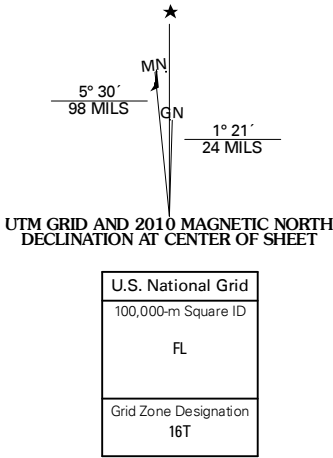 MN
5° 30´
98 MILS
GN
1° 21´
24 MILS
UTM GRID AND 2010 MAGNETIC NORTH
DECLINATION AT CENTER OF SHEET
U.S. National Grid
100,000-m Square ID
FL
Grid Zone Designation
16T